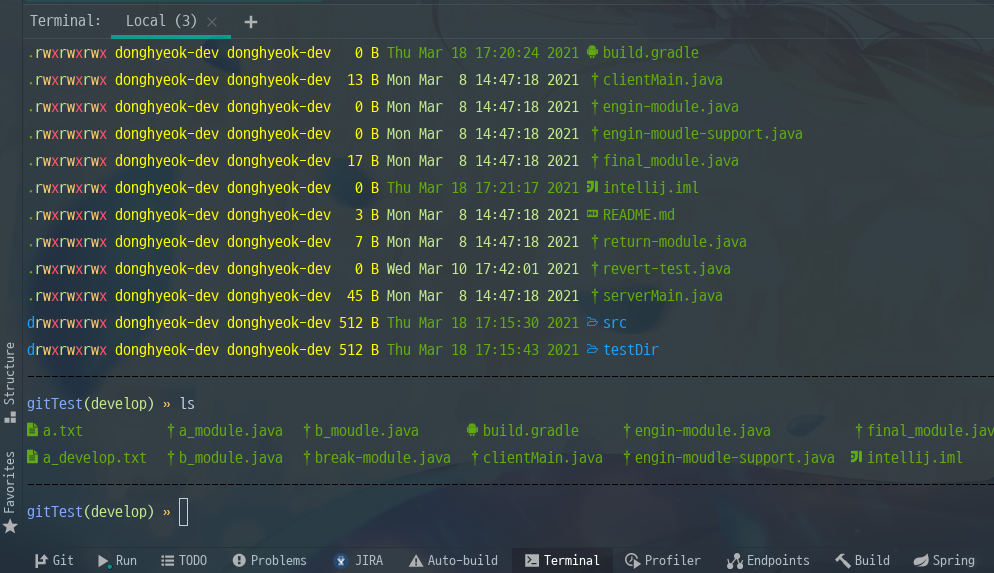 Terminal: Local (3) × +
.rwxrwxrwx donghyeok-dev donghyeok-dev 0 B Thu Mar 18 17:20:24 2021 build.gradle
.rwxrwxrwx donghyeok-dev donghyeok-dev 13 B Mon Mar 8 14:47:18 2021 clientMain.java
.rwxrwxrwx donghyeok-dev donghyeok-dev 0 B Mon Mar 8 14:47:18 2021 engin-module.java
.rwxrwxrwx donghyeok-dev donghyeok-dev 0 B Mon Mar 8 14:47:18 2021 engin-moudle-support.java
.rwxrwxrwx donghyeok-dev donghyeok-dev 17 B Mon Mar 8 14:47:18 2021 final_module.java
.rwxrwxrwx donghyeok-dev donghyeok-dev 0 B Thu Mar 18 17:21:17 2021 intellij.iml
.rwxrwxrwx donghyeok-dev donghyeok-dev 3 B Mon Mar 8 14:47:18 2021 README.md
.rwxrwxrwx donghyeok-dev donghyeok-dev 7 B Mon Mar 8 14:47:18 2021 return-module.java
.rwxrwxrwx donghyeok-dev donghyeok-dev 0 B Wed Mar 10 17:42:01 2021 revert-test.java
.rwxrwxrwx donghyeok-dev donghyeok-dev 45 B Mon Mar 8 14:47:18 2021 serverMain.java
drwxrwxrwx donghyeok-dev donghyeok-dev 512 B Thu Mar 18 17:15:30 2021 src
drwxrwxrwx donghyeok-dev donghyeok-dev 512 B Thu Mar 18 17:15:43 2021 testDir
gitTest(develop) » ls
a.txt a_module.java b_moudle.java build.gradle engin-module.java final_module.jav
a_develop.txt b_module.java break-module.java clientMain.java engin-moudle-support.java intellij.iml
gitTest(develop) »
Structure
Favorites
Git Run TODO Problems JIRA Auto-build Terminal Profiler Endpoints Build Spring